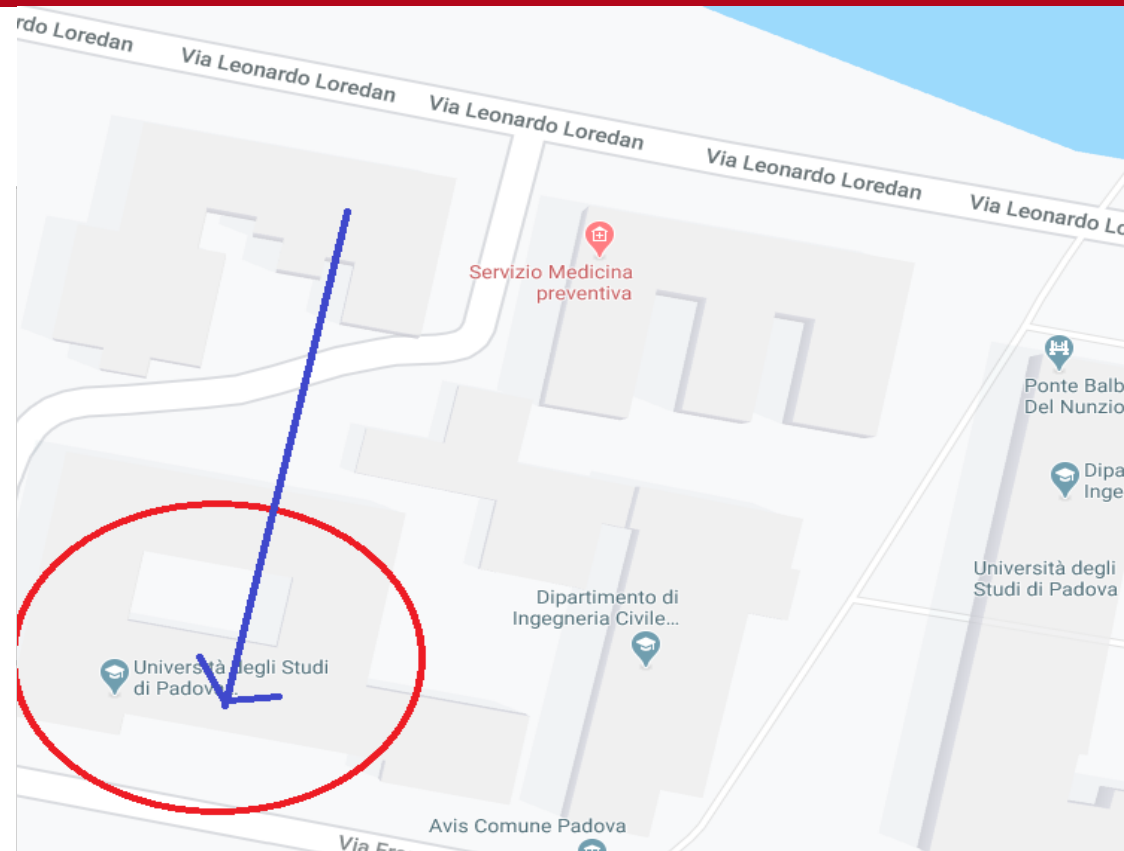 rdo Loredan
Via Leonardo Loredan
Via Leonardo Loredan
Via Leonardo Loredan
Via Leonardo Lo
Servizio Medicina
preventiva
Ponte Balb
Del Nunzio
Dipa
Inge
Università degli
Studi di Padova
Dipartimento di
Ingegneria Civile...
Università degli Studi
di Padova...
Avis Comune Padova
Via Fra